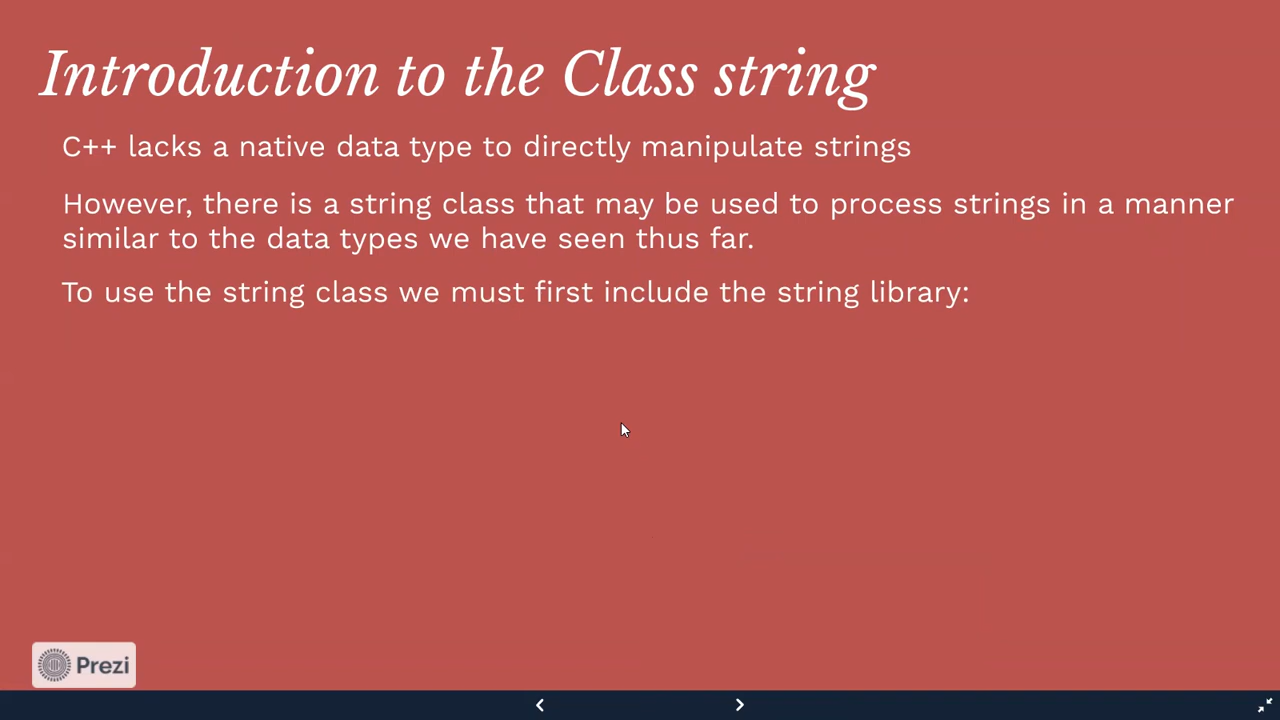 Introduction to the Class string
C++ lacks a native data type to directly manipulate strings
However, there is a string class that may be used to process strings in a manner
similar to the data types we have seen thus far.
To use the string class we must first include the string library:
Prezi